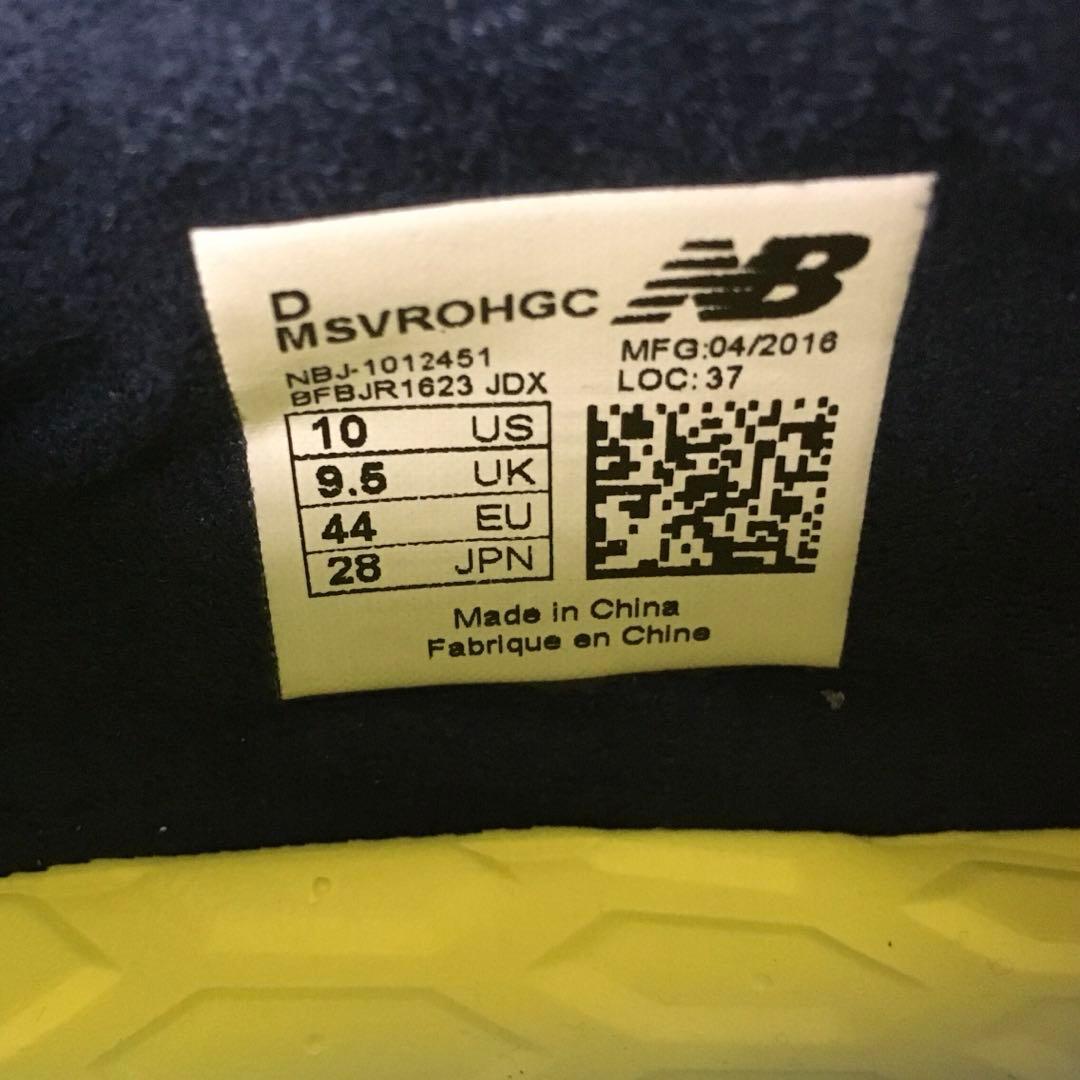 D
MSVROHGC
NB
NBJ-1012451
BFBJR1623 JDX
MFG:04/2016
LOC: 37
10 US
9.5 UK
44 EU
28 JPN
Made in China
Fabrique en Chine